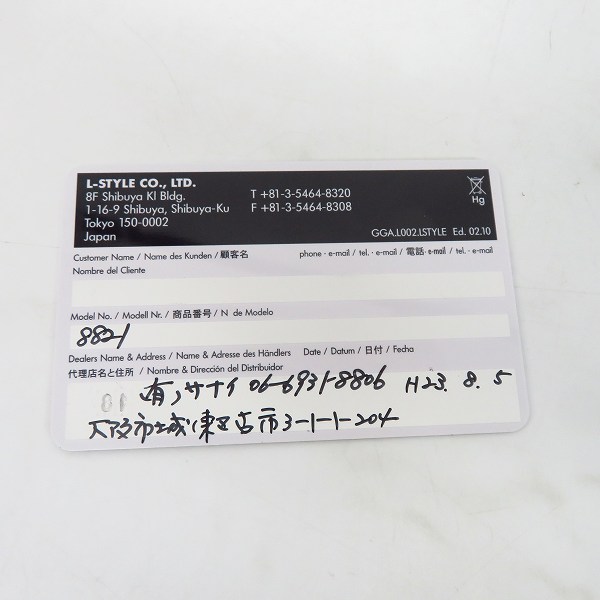 L-STYLE CO., LTD.
8F Shibuya KI Bldg.
1-16-9 Shibuya, Shibuya-Ku
Tokyo 150-0002
Japan
T +81-3-5464-8320
F +81-3-5464-8308
Hg
GGA.L002.LSTYLE Ed. 02.10
Customer Name / Name des Kunden / 顧客名
Nombre del Cliente
phone · e-mail / tel. · e-mail / 電話· e-mail / tel. · e-mail
Model No. / Modell Nr. / 商品番号 / N de Modelo
8821
Dealers Name & Address / Name & Adresse des Händlers
代理店名と住所 / Nombre & Dirección del Distribuidor
Date / Datum / 日付 / Fecha
有)サナイ 06-6931-8806 H23. 8. 5
大阪市城東区古市3-1-1-204